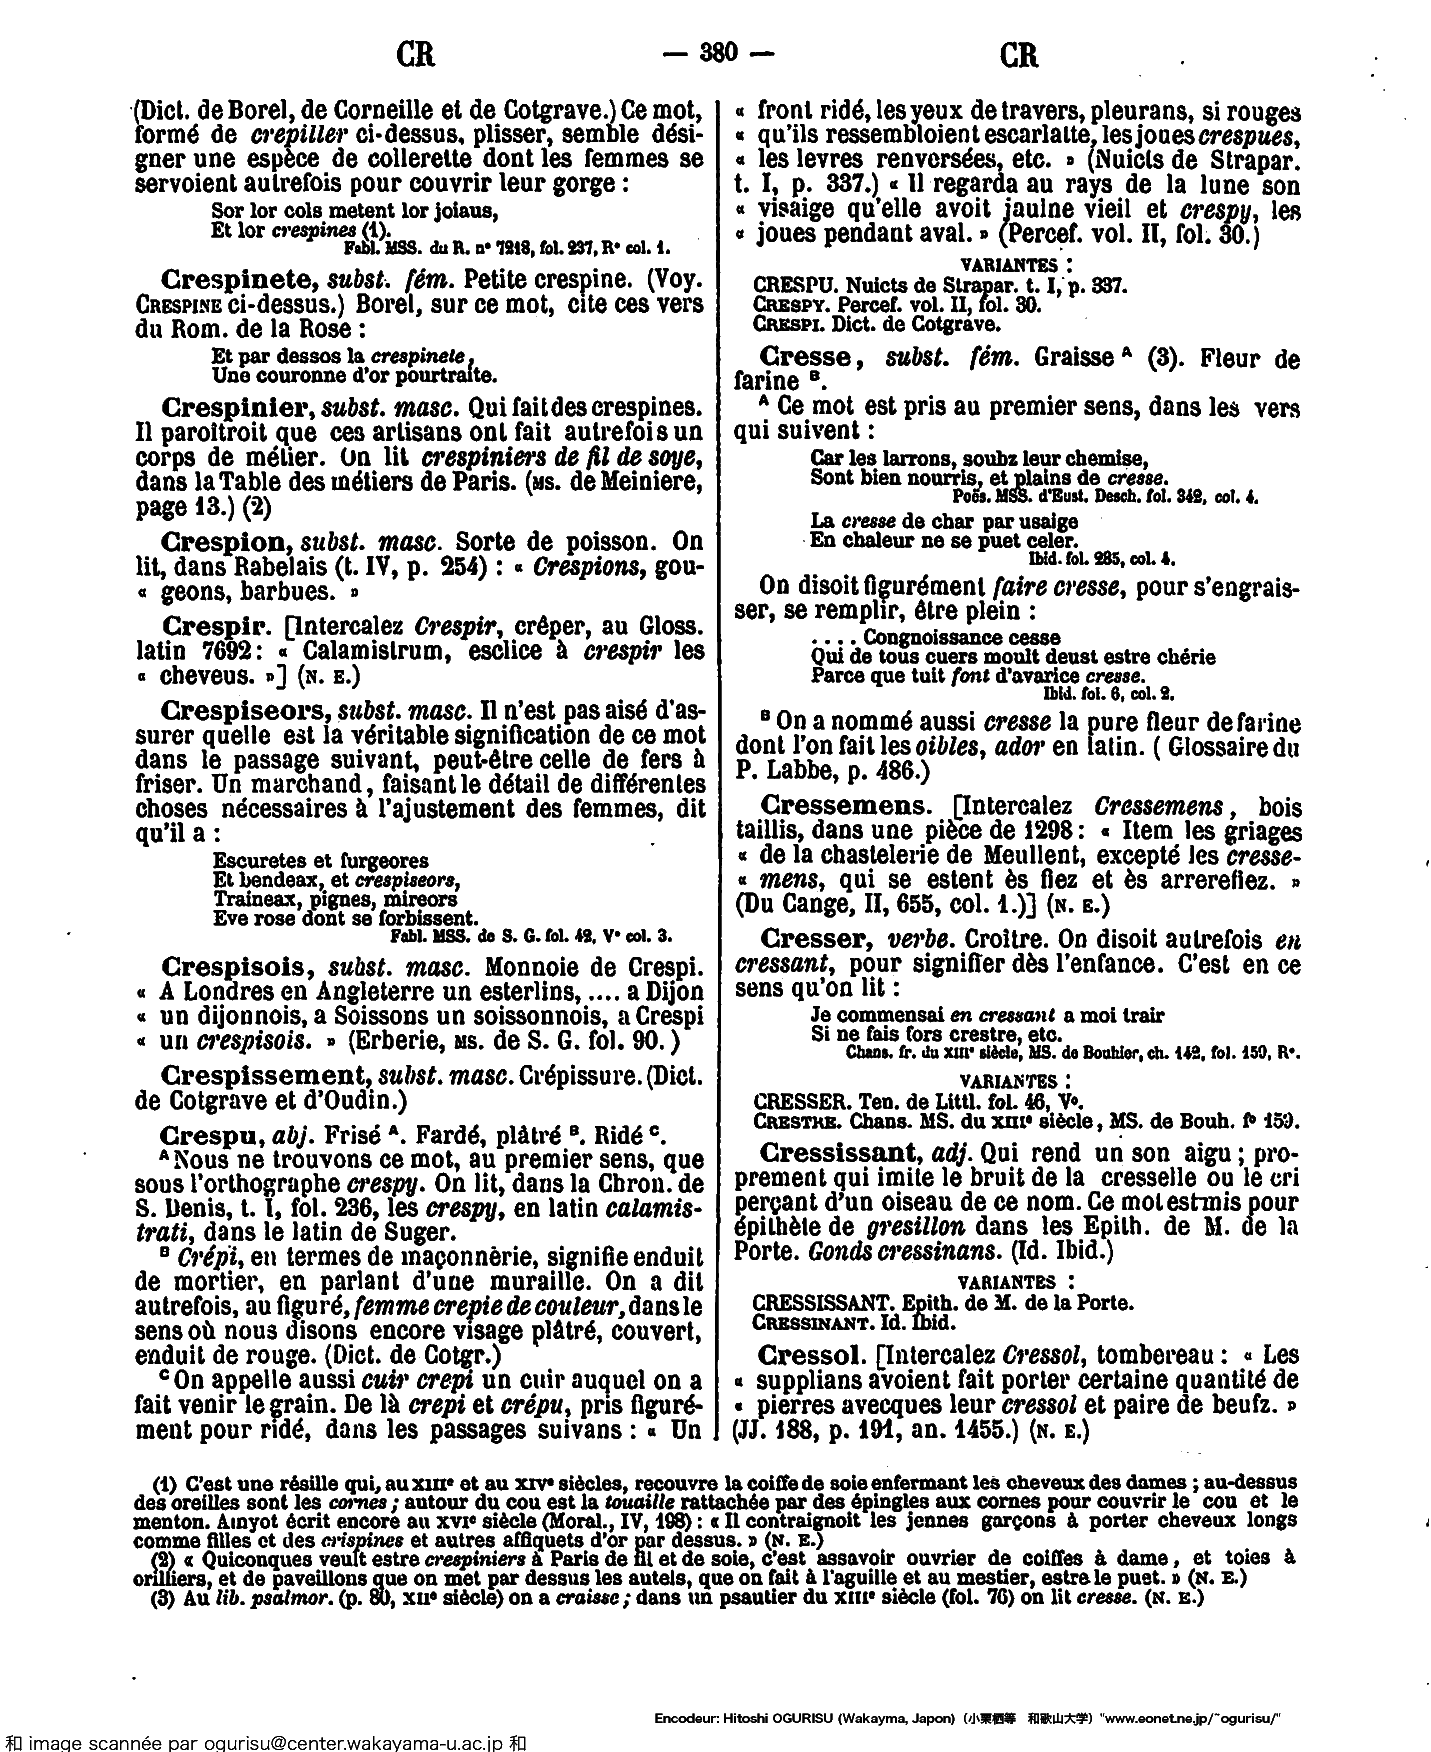 CR — 380 — CR
(Dict. de Borel, de Corneille et de Cotgrave.) Ce mot,
formé de crepiller ci-dessus, plisser, semble dési-
gner une espèce de collerette dont les femmes se
servoient autrefois pour couvrir leur gorge :
Sor lor cols metent lor joiaus,
Et lor crespines (1).
Fabl. MSS. du R. n° 7218, fol. 237, R° col. 1.
Crespinete, subst. fém. Petite crespine. (Voy.
CRESPINE ci-dessus.) Borel, sur ce mot, cite ces vers
du Rom. de la Rose :
Et par dessos la crespinete,
Une couronne d'or pourtraite.
Crespinier, subst. masc. Qui fait des crespines.
Il paroîtroit que ces artisans ont fait autrefois un
corps de métier. On lit crespiniers de fil de soye,
dans la Table des métiers de Paris. (MS. de Meiniere,
page 13.) (2)
Crespion, subst. masc. Sorte de poisson. On
lit, dans Rabelais (t. IV, p. 254) : « Crespions, gou-
« geons, barbues. »
Crespir. [Intercalez Crespir, crêper, au Gloss.
latin 7692 : « Calamistrum, esclice à crespir les
« cheveus. »] (N. E.)
Crespiseors, subst. masc. Il n'est pas aisé d'as-
surer quelle est la véritable signification de ce mot
dans le passage suivant, peut-être celle de fers à
friser. Un marchand, faisant le détail de différentes
choses nécessaires à l'ajustement des femmes, dit
qu'il a :
Escuretes et furgeores
Et bendeax, et crespiseors,
Traineax, pignes, mireors
Eve rose dont se forbissent.
Fabl. MSS. de S. G. fol. 42, V° col. 3.
Crespisois, subst. masc. Monnoie de Crespi.
« A Londres en Angleterre un esterlins, .... a Dijon
« un dijonnois, a Soissons un soissonnois, a Crespi
« un crespisois. » (Erberie, MS. de S. G. fol. 90.)
Crespissement, subst. masc. Crépissure. (Dict.
de Cotgrave et d'Oudin.)
Crespu, abj. Frisé A. Fardé, plâtré B. Ridé C.
A Nous ne trouvons ce mot, au premier sens, que
sous l'orthographe crespy. On lit, dans la Chron. de
S. Denis, t. I, fol. 236, les crespy, en latin calamis-
trati, dans le latin de Suger.
B Crépi, en termes de maçonnèrie, signifie enduit
de mortier, en parlant d'une muraille. On a dit
autrefois, au figuré, femme crepie de couleur, dans le
sens où nous disons encore visage plâtré, couvert,
enduit de rouge. (Dict. de Cotgr.)
C On appelle aussi cuir crepi un cuir auquel on a
fait venir le grain. De là crepi et crépu, pris figuré-
ment pour ridé, dans les passages suivans : « Un
« front ridé, les yeux de travers, pleurans, si rouges
« qu'ils ressembloient escarlatte, les joues crespues,
« les levres renversées, etc. » (Nuicts de Strapar.
t. I, p. 337.) « Il regarda au rays de la lune son
« visaige qu'elle avoit jaulne vieil et crespy, les
« joues pendant aval. » (Percef. vol. II, fol. 30.)
VARIANTES :
CRESPU. Nuicts de Strapar. t. I, p. 337.
CRESPY. Percef. vol. II, fol. 30.
CRESPI. Dict. de Cotgrave.
Cresse, subst. fém. Graisse A (3). Fleur de
farine B.
A Ce mot est pris au premier sens, dans les vers
qui suivent :
Car les larrons, soubz leur chemise,
Sont bien nourris, et plains de cresse.
Poës. MSS. d'Eust. Desch. fol. 342, col. 4.
La cresse de char par usaige
En chaleur ne se puet celer.
Ibid. fol. 285, col. 4.
On disoit figurément faire cresse, pour s'engrais-
ser, se remplir, être plein :
.... Congnoissance cesse
Qui de tous cuers moult deust estre chérie
Parce que tuit font d'avarice cresse.
Ibid. fol. 6, col. 2.
B On a nommé aussi cresse la pure fleur de farine
dont l'on fait les oibles, ador en latin. (Glossaire du
P. Labbe, p. 486.)
Cressemens. [Intercalez Cressemens, bois
taillis, dans une pièce de 1298 : « Item les griages
« de la chastelerie de Meullent, excepté les cresse-
« mens, qui se estent ès fiez et ès arrerefiez. »
(Du Cange, II, 655, col. 1.)] (N. E.)
Cresser, verbe. Croître. On disoit autrefois en
cressant, pour signifier dès l'enfance. C'est en ce
sens qu'on lit :
Je commensai en cressant a moi trair
Si ne fais fors crestre, etc.
Chans. fr. du XIIIe siècle, MS. de Bouhier, ch. 142, fol. 159, R°.
VARIANTES :
CRESSER. Ten. de Littl. fol. 46, V°.
CRESTRE. Chans. MS. du XIIIe siècle, MS. de Bouh. f° 159.
Cressissant, adj. Qui rend un son aigu ; pro-
prement qui imite le bruit de la cresselle ou le cri
perçant d'un oiseau de ce nom. Ce mot est mis pour
épithète de gresillon dans les Epith. de M. de la
Porte. Gonds cressinans. (Id. Ibid.)
VARIANTES :
CRESSISSANT. Epith. de M. de la Porte.
CRESSINANT. Id. Ibid.
Cressol. [Intercalez Cressol, tombereau : « Les
« supplians avoient fait porter certaine quantité de
« pierres avecques leur cressol et paire de beufz. »
(JJ. 188, p. 191, an. 1455.) (N. E.)
(1) C'est une résille qui, au XIIIe et au XIVe siècles, recouvre la coiffe de soie enfermant les cheveux des dames ; au-dessus
des oreilles sont les cornes ; autour du cou est la touaille rattachée par des épingles aux cornes pour couvrir le cou et le
menton. Amyot écrit encore au XVIe siècle (Moral., IV, 198) : « Il contraignoit les jennes garçons à porter cheveux longs
comme filles et des crispines et autres affiquets d'or par dessus. » (N. E.)
(2) « Quiconques veult estre crespiniers à Paris de fil et de soie, c'est assavoir ouvrier de coiffes à dame, et toies à
orilliers, et de paveillons que on met par dessus les autels, que on fait à l'aguille et au mestier, estre le puet. » (N. E.)
(3) Au lib. psalmor. (p. 80, XIIe siècle) on a craisse ; dans un psautier du XIIIe siècle (fol. 76) on lit cresse. (N. E.)
Encodeur: Hitoshi OGURISU (Wakayma, Japon) (小栗栖等 和歌山大学) "www.eonet.ne.jp/~ogurisu/"
和 image scannée par ogurisu@center.wakayama-u.ac.jp 和